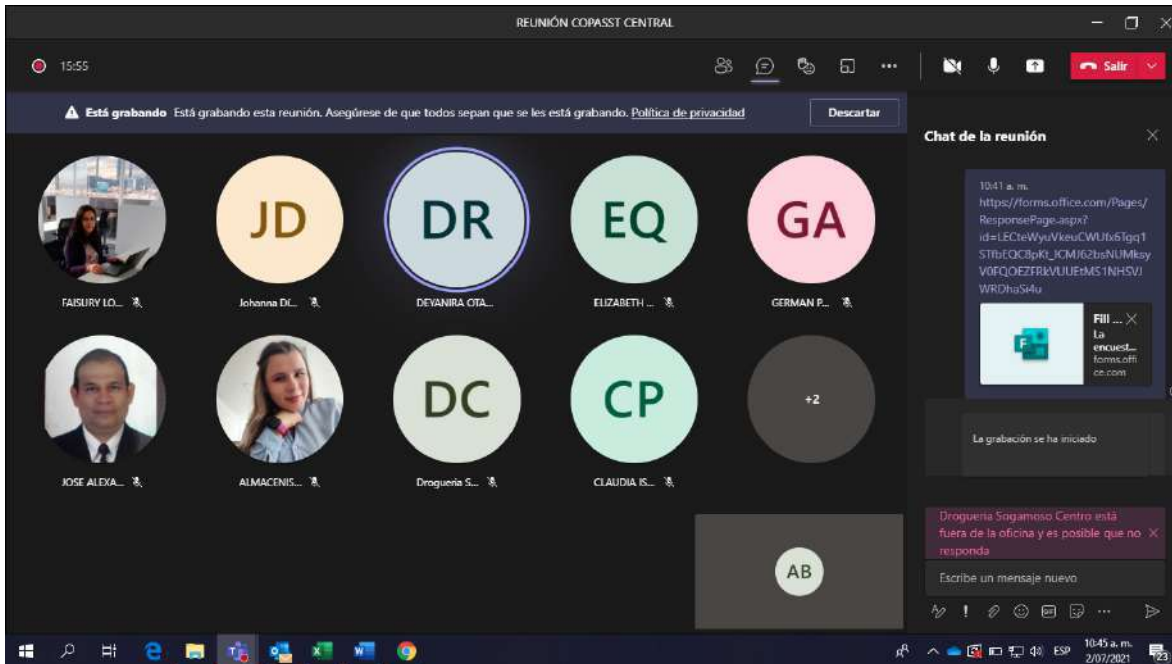 REUNIÓN COPASST CENTRAL
15:55
Salir
Está grabando Está grabando esta reunión. Asegúrese de que todos sepan que se les está grabando. Política de privacidad
Descartar
JD
DR
EQ
GA
FAISURY LO...
Johanna Di...
DEYANIRA OTA...
ELIZABETH ...
GERMAN P...
DC
CP
+2
JOSE ALEXA...
ALMACENIS...
Drogueria S...
CLAUDIA IS...
AB
Chat de la reunión
10:41 a. m.
https://forms.office.com/Pages/
ResponsePage.aspx?
Fill ...
La
encuest...
forms.offi
ce.com
La grabación se ha iniciado
Drogueria Sogamoso Centro está
fuera de la oficina y es posible que no
responda
Escribe un mensaje nuevo
ESP
10:45 a. m.
2/07/2021